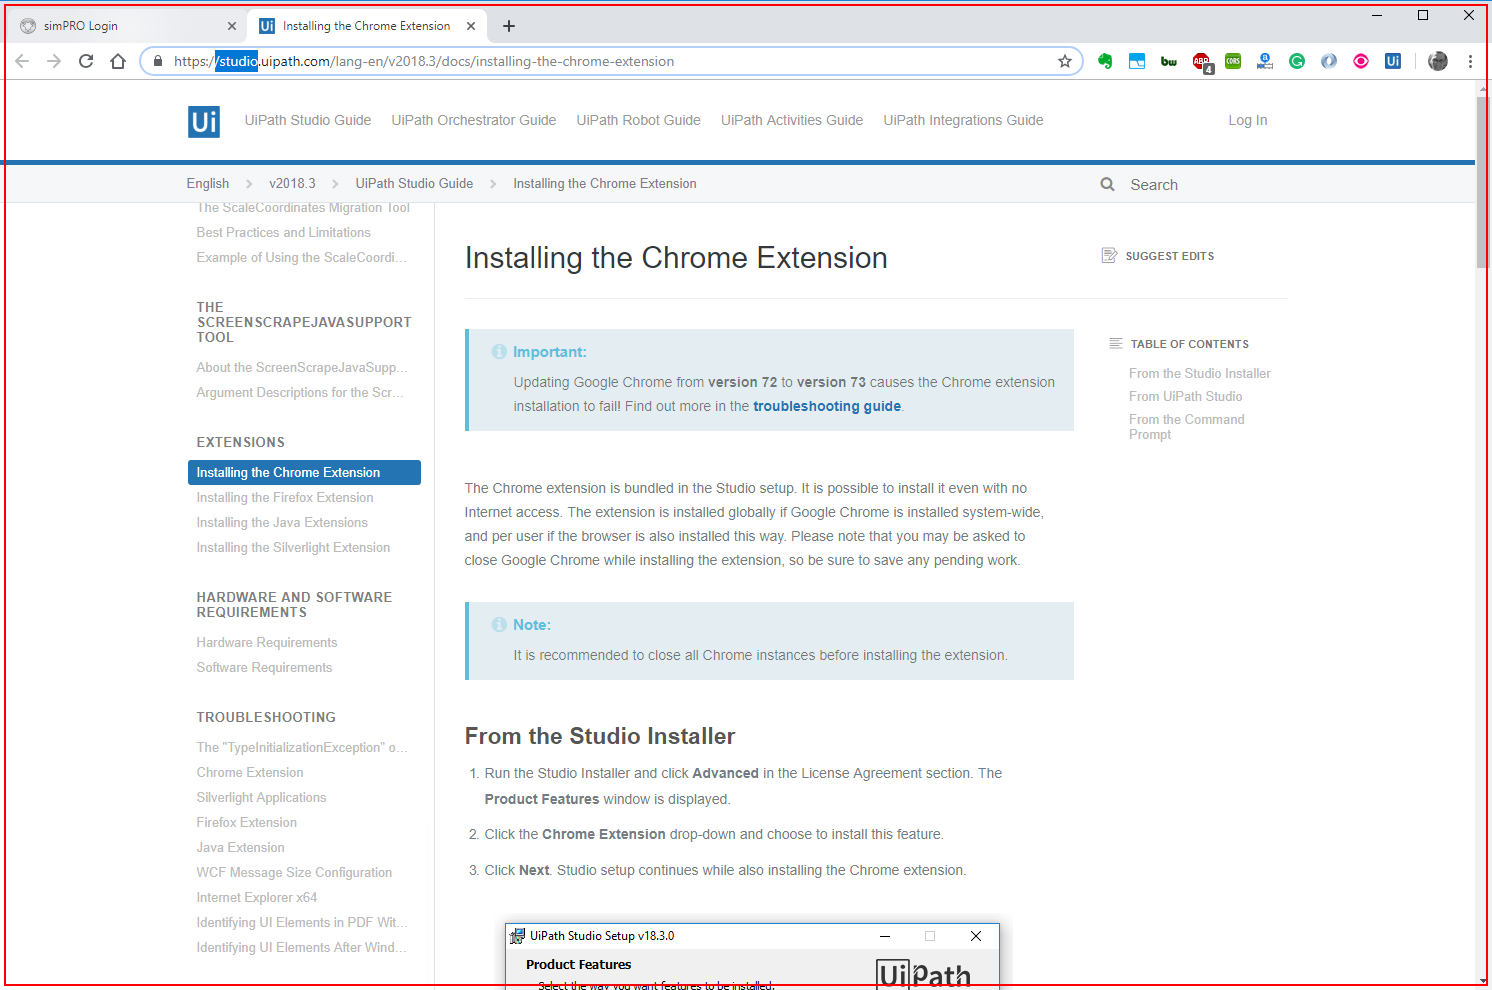 simPRO Login
Ui Installing the Chrome Extension
https://studio.uipath.com/lang-en/v2018.3/docs/installing-the-chrome-extension
bw
ABP
4
CORS
Ui
Ui UiPath Studio Guide UiPath Orchestrator Guide UiPath Robot Guide UiPath Activities Guide UiPath Integrations Guide Log In
English v2018.3 UiPath Studio Guide Installing the Chrome Extension Search
The ScaleCoordinates Migration Tool
Best Practices and Limitations
Example of Using the ScaleCoordi...
THE
SCREENSCRAPEJAVASUPPORT
TOOL
About the ScreenScrapeJavaSupp...
Argument Descriptions for the Scr...
EXTENSIONS
Installing the Chrome Extension
Installing the Firefox Extension
Installing the Java Extensions
Installing the Silverlight Extension
HARDWARE AND SOFTWARE
REQUIREMENTS
Hardware Requirements
Software Requirements
TROUBLESHOOTING
The "TypeInitializationException" o...
Chrome Extension
Silverlight Applications
Firefox Extension
Java Extension
WCF Message Size Configuration
Internet Explorer x64
Identifying UI Elements in PDF Wit...
Identifying UI Elements After Wind...
Installing the Chrome Extension
Important:
Updating Google Chrome from version 72 to version 73 causes the Chrome extension
installation to fail! Find out more in the troubleshooting guide.
The Chrome extension is bundled in the Studio setup. It is possible to install it even with no
Internet access. The extension is installed globally if Google Chrome is installed system-wide,
and per user if the browser is also installed this way. Please note that you may be asked to
close Google Chrome while installing the extension, so be sure to save any pending work.
Note:
It is recommended to close all Chrome instances before installing the extension.
From the Studio Installer
1. Run the Studio Installer and click Advanced in the License Agreement section. The
Product Features window is displayed.
2. Click the Chrome Extension drop-down and choose to install this feature.
3. Click Next. Studio setup continues while also installing the Chrome extension.
UiPath Studio Setup v18.3.0
Product Features
Select the way you want features to be installed.
UiPath
SUGGEST EDITS
TABLE OF CONTENTS
From the Studio Installer
From UiPath Studio
From the Command
Prompt